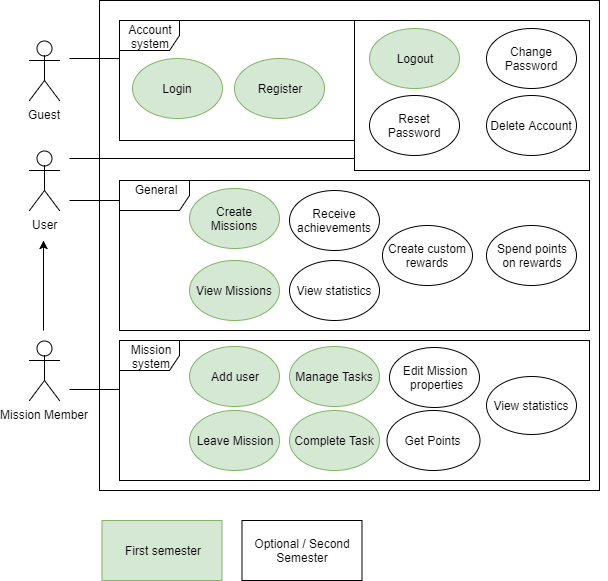 Account
system
Login
Register
Logout
Change
Password
Reset
Password
Delete Account
Guest
User
General
Create
Missions
Receive
achievements
Create custom
rewards
Spend points
on rewards
View Missions
View statistics
Mission
system
Add user
Manage Tasks
Edit Mission
properties
View statistics
Leave Mission
Complete Task
Get Points
Mission Member
First semester
Optional / Second
Semester